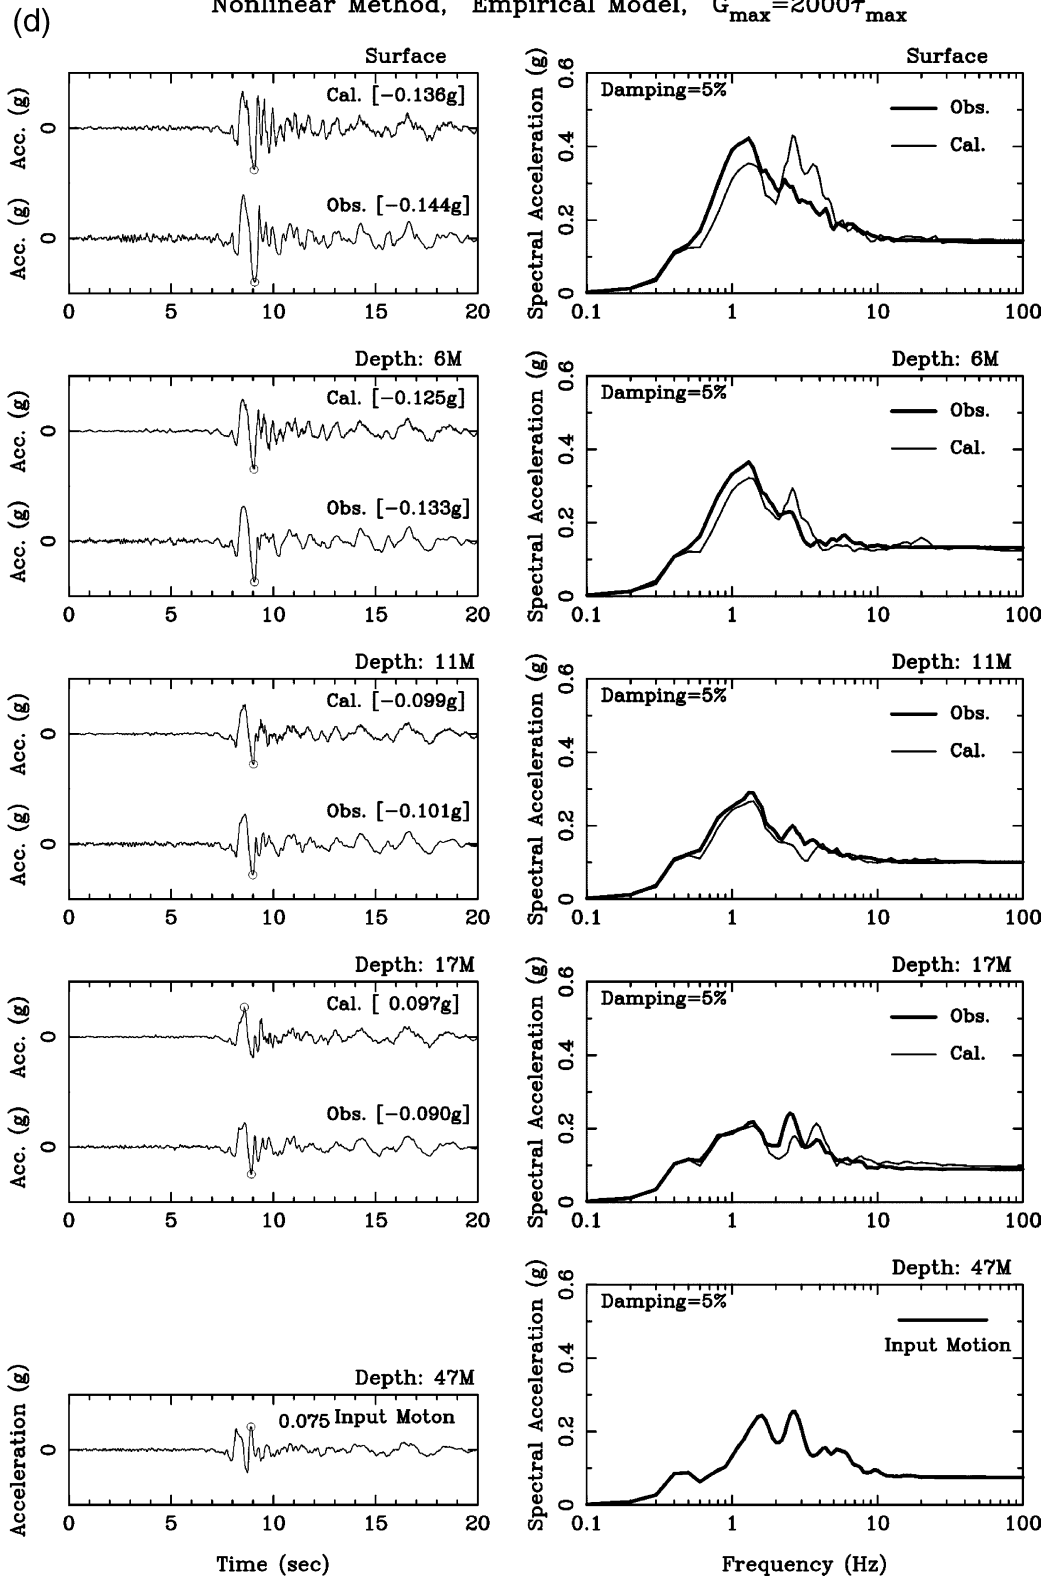 (d)
Nonlinear Method, Empirical Model, Gmax=2000τmax
Surface
Cal. [−0.136g]
Obs. [−0.144g]
Acc. (g)
Acc. (g)
0
0
0 5 10 15 20
Surface
Damping=5%
Obs.
Cal.
Spectral Acceleration (g)
0 0.2 0.4 0.6
0.1 1 10 100
Depth: 6M
Cal. [−0.125g]
Obs. [−0.133g]
Acc. (g)
Acc. (g)
0
0
0 5 10 15 20
Depth: 6M
Damping=5%
Obs.
Cal.
Spectral Acceleration (g)
0 0.2 0.4 0.6
0.1 1 10 100
Depth: 11M
Cal. [−0.099g]
Obs. [−0.101g]
Acc. (g)
Acc. (g)
0
0
0 5 10 15 20
Depth: 11M
Damping=5%
Obs.
Cal.
Spectral Acceleration (g)
0 0.2 0.4 0.6
0.1 1 10 100
Depth: 17M
Cal. [ 0.097g]
Obs. [−0.090g]
Acc. (g)
Acc. (g)
0
0
0 5 10 15 20
Depth: 17M
Damping=5%
Obs.
Cal.
Spectral Acceleration (g)
0 0.2 0.4 0.6
0.1 1 10 100
Depth: 47M
0.075 Input Moton
Acceleration (g)
0
0 5 10 15 20
Time (sec)
Depth: 47M
Damping=5%
Input Motion
Spectral Acceleration (g)
0 0.2 0.4 0.6
0.1 1 10 100
Frequency (Hz)